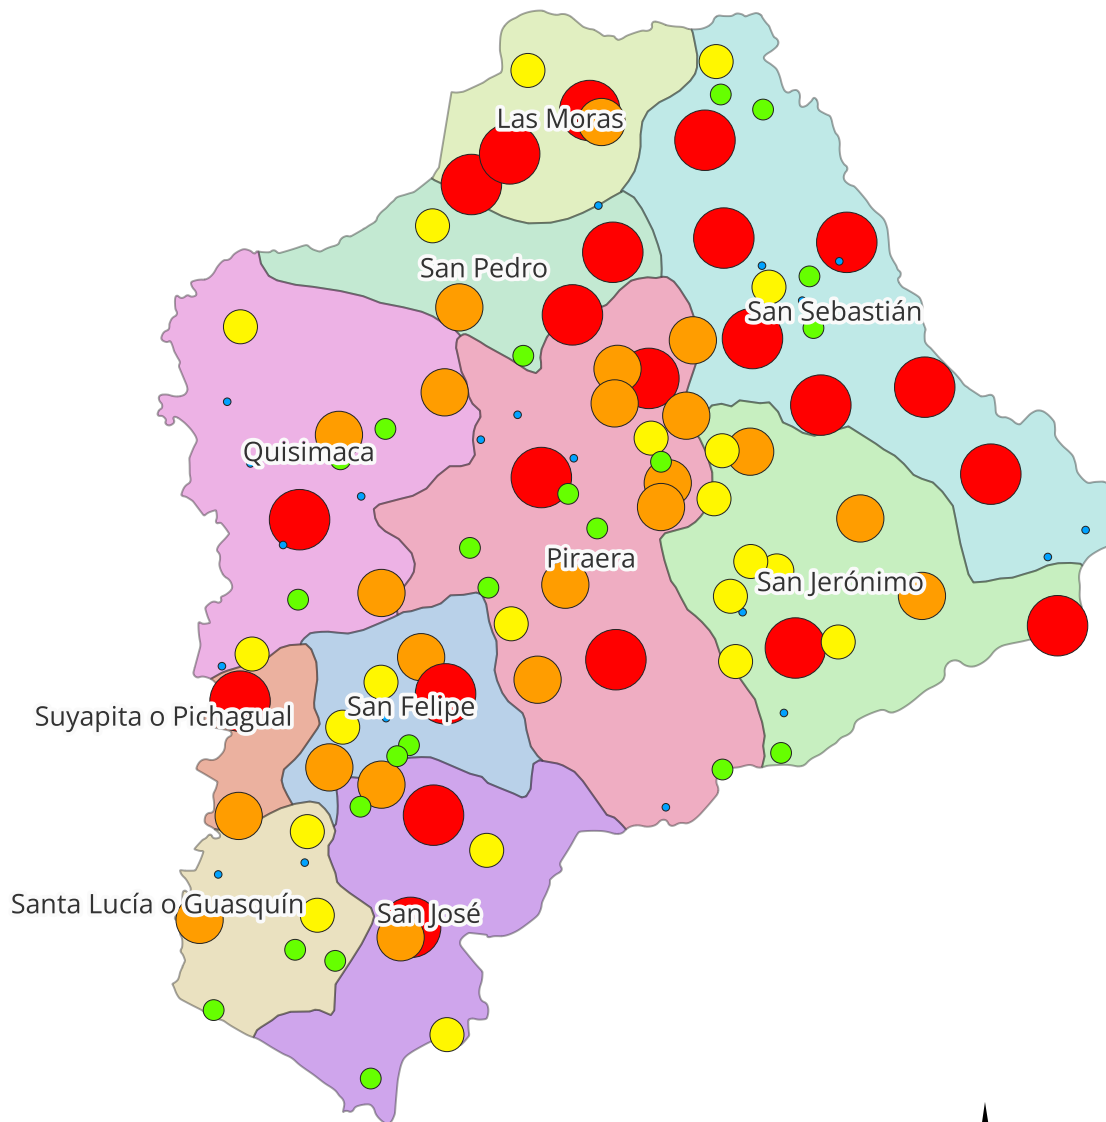 Las Moras
San Pedro
San Sebastián
Quisimaca
Piraera
San Jerónimo
San Felipe
Suyapita o Pichagual
Santa Lucía o Guasquín
San José